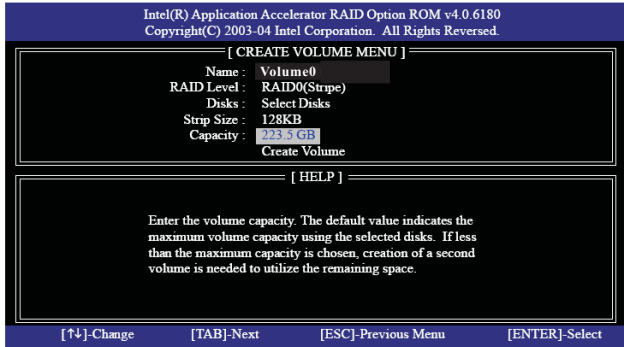 Intel(R) Application Accelerator RAID Option ROM v4.0.6180
Copyright(C) 2003-04 Intel Corporation. All Rights Reversed.
[ CREATE VOLUME MENU ]
Name : Volume0
RAID Level : RAID0(Stripe)
Disks : Select Disks
Strip Size : 128KB
Capacity : 223.5 GB
Create Volume
[ HELP ]
Enter the volume capacity. The default value indicates the
maximum volume capacity using the selected disks. If less
than the maximum capacity is chosen, creation of a second
volume is needed to utilize the remaining space.
[↑↓]-Change [TAB]-Next [ESC]-Previous Menu [ENTER]-Select